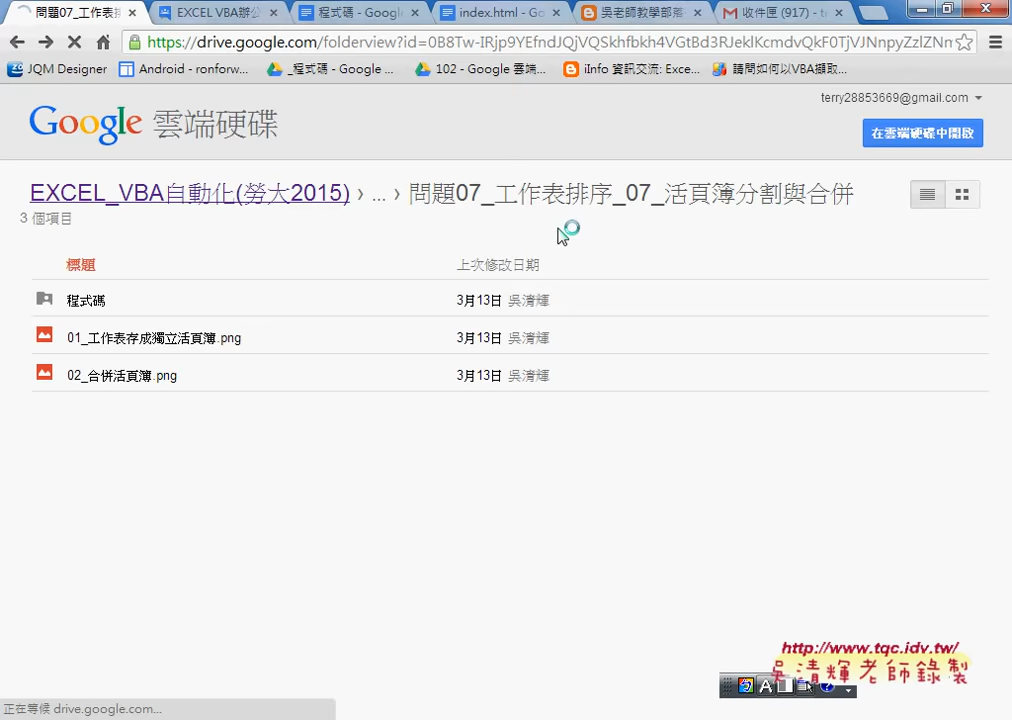 問題07_工作表排
EXCEL VBA辦公
程式碼 - Google
index.html - Go
吳老師教學部落
收件匣 (917) - te
https://drive.google.com/folderview?id=0B8Tw-IRjp9YEfndJQjVQSkhfbkh4VGtBd3RJeklKcmdvQkF0TjVJNnpyZzlZNm
JQM Designer
Android - ronforw...
_程式碼 - Google ...
102 - Google 雲端...
iInfo 資訊交流: Exce...
請問如何以VBA擷取...
terry28853669@gmail.com
Google 雲端硬碟
在雲端硬碟中開啟
EXCEL_VBA自動化(勞大2015) › ... › 問題07_工作表排序_07_活頁簿分割與合併
3 個項目
標題 上次修改日期
程式碼 3月13日 吳清輝
01_工作表存成獨立活頁簿.png 3月13日 吳清輝
02_合併活頁簿.png 3月13日 吳清輝
http://www.tqc.idv.tw/
吳清輝老師錄製
正在等候 drive.google.com...